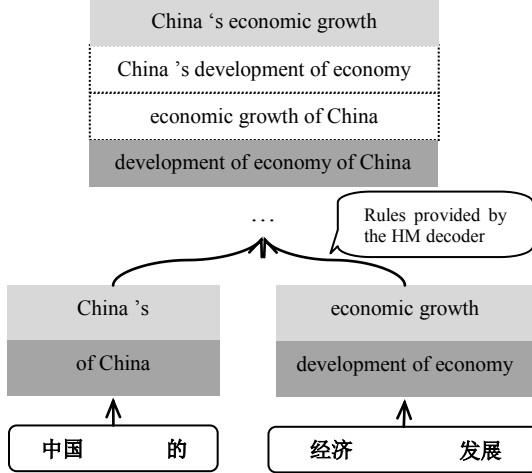 China ‘s economic growth
China ’s development of economy
economic growth of China
development of economy of China
…
Rules provided by
the HM decoder
China ’s
of China
economic growth
development of economy
中国 的
经济 发展